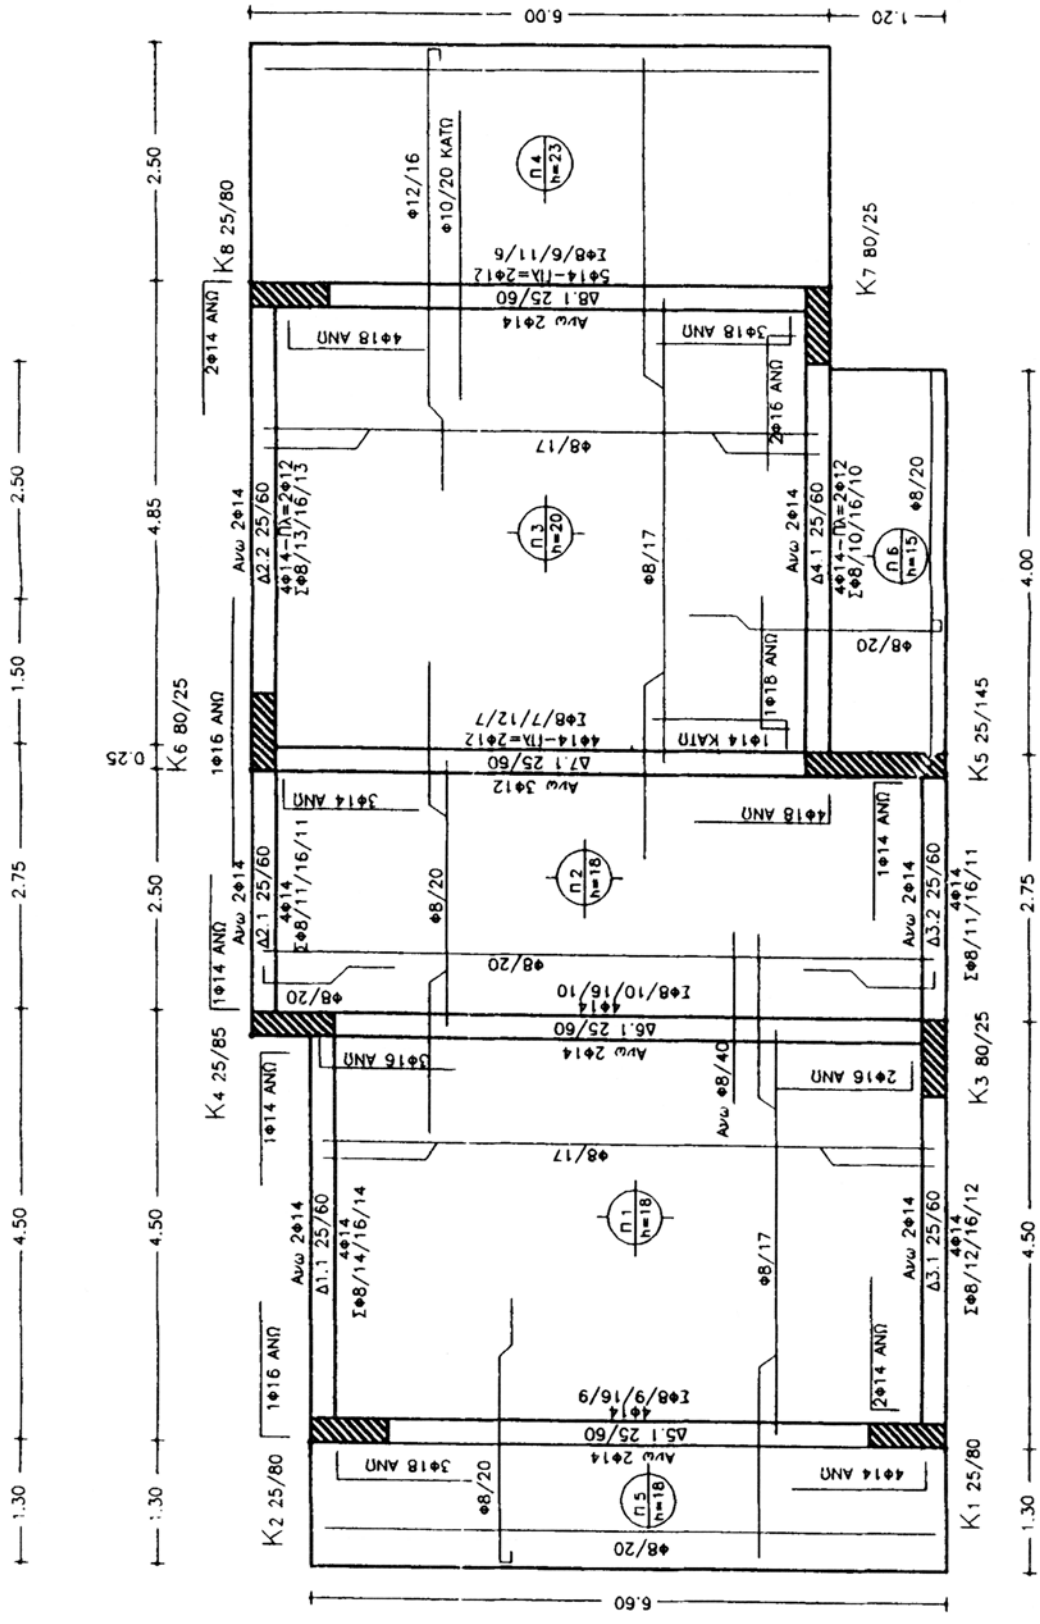 6.00
1.20
2.50
4.85
2.50
4.50
1.30
2.50
1.50
0.25
2.75
4.50
1.30
4.00
2.75
4.50
1.30
6.60
K8 25/80
2Φ14 ΑΝΩ
Φ12/16
Φ10/20 ΚΑΤΩ
Π4
h=23
ΣΦ8/6/11/6
5Φ14-Πλ=2Φ12
Δ8.1 25/60
Ανω 2Φ14
4Φ18 ΑΝΩ
3Φ18 ΑΝΩ
K7 80/25
2Φ16 ΑΝΩ
Φ8/17
Ανω 2Φ14
Δ2.2 25/60
4Φ14-Πλ=2Φ12
ΣΦ8/13/16/13
Π3
h=20
Φ8/17
Ανω 2Φ14
Δ4.1 25/60
4Φ14-Πλ=2Φ12
ΣΦ8/10/16/10
Π6
h=15
Φ8/20
Φ8/20
1Φ18 ΑΝΩ
K6 80/25
1Φ16 ΑΝΩ
ΣΦ8/7/12/7
4Φ14-Πλ=2Φ12
Δ7.1 25/60
Ανω 3Φ12
1Φ14 ΚΑΤΩ
K5 25/145
3Φ14 ΑΝΩ
4Φ18 ΑΝΩ
1Φ14 ΑΝΩ
Ανω 2Φ14
Δ2.1 25/60
4Φ14
ΣΦ8/11/16/11
Φ8/20
Π2
h=18
Ανω 2Φ14
Δ3.2 25/60
4Φ14
ΣΦ8/11/16/11
1Φ14 ΑΝΩ
Φ8/20
Φ8/20
ΣΦ8/10/16/10
4Φ14
Δ6.1 25/60
Ανω 2Φ14
K4 25/85
3Φ16 ΑΝΩ
Ανω Φ8/40
2Φ16 ΑΝΩ
K3 80/25
1Φ14 ΑΝΩ
Φ8/17
Ανω 2Φ14
Δ1.1 25/60
4Φ14
ΣΦ8/14/16/14
Π1
h=18
Φ8/17
Ανω 2Φ14
Δ3.1 25/60
4Φ14
ΣΦ8/12/16/12
1Φ16 ΑΝΩ
2Φ14 ΑΝΩ
ΣΦ8/9/16/9
4Φ14
Δ5.1 25/60
Ανω 2Φ14
K2 25/80
3Φ18 ΑΝΩ
Φ8/20
Π5
h=18
4Φ14 ΑΝΩ
K1 25/80
Φ8/20